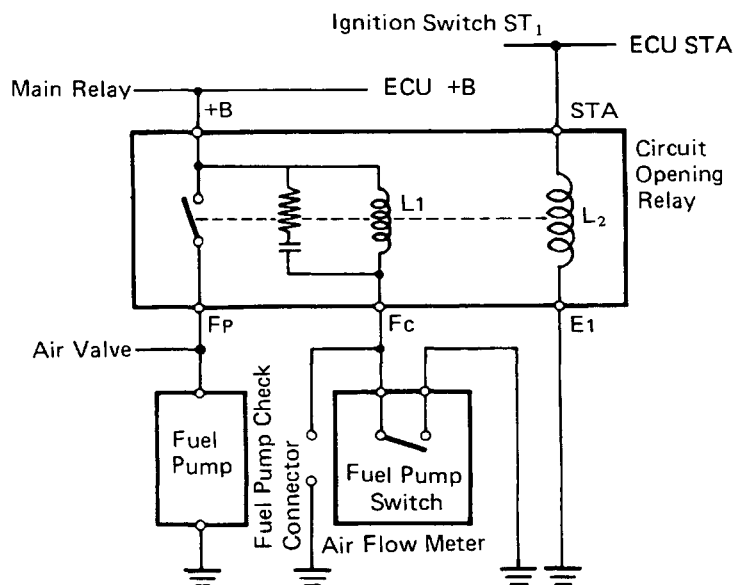 Ignition Switch ST1
ECU STA
Main Relay
ECU +B
+B
STA
Circuit
Opening
Relay
L1
L2
FP
Fc
E1
Air Valve
Fuel
Pump
Fuel Pump Check
Connector
Fuel Pump
Switch
Air Flow Meter